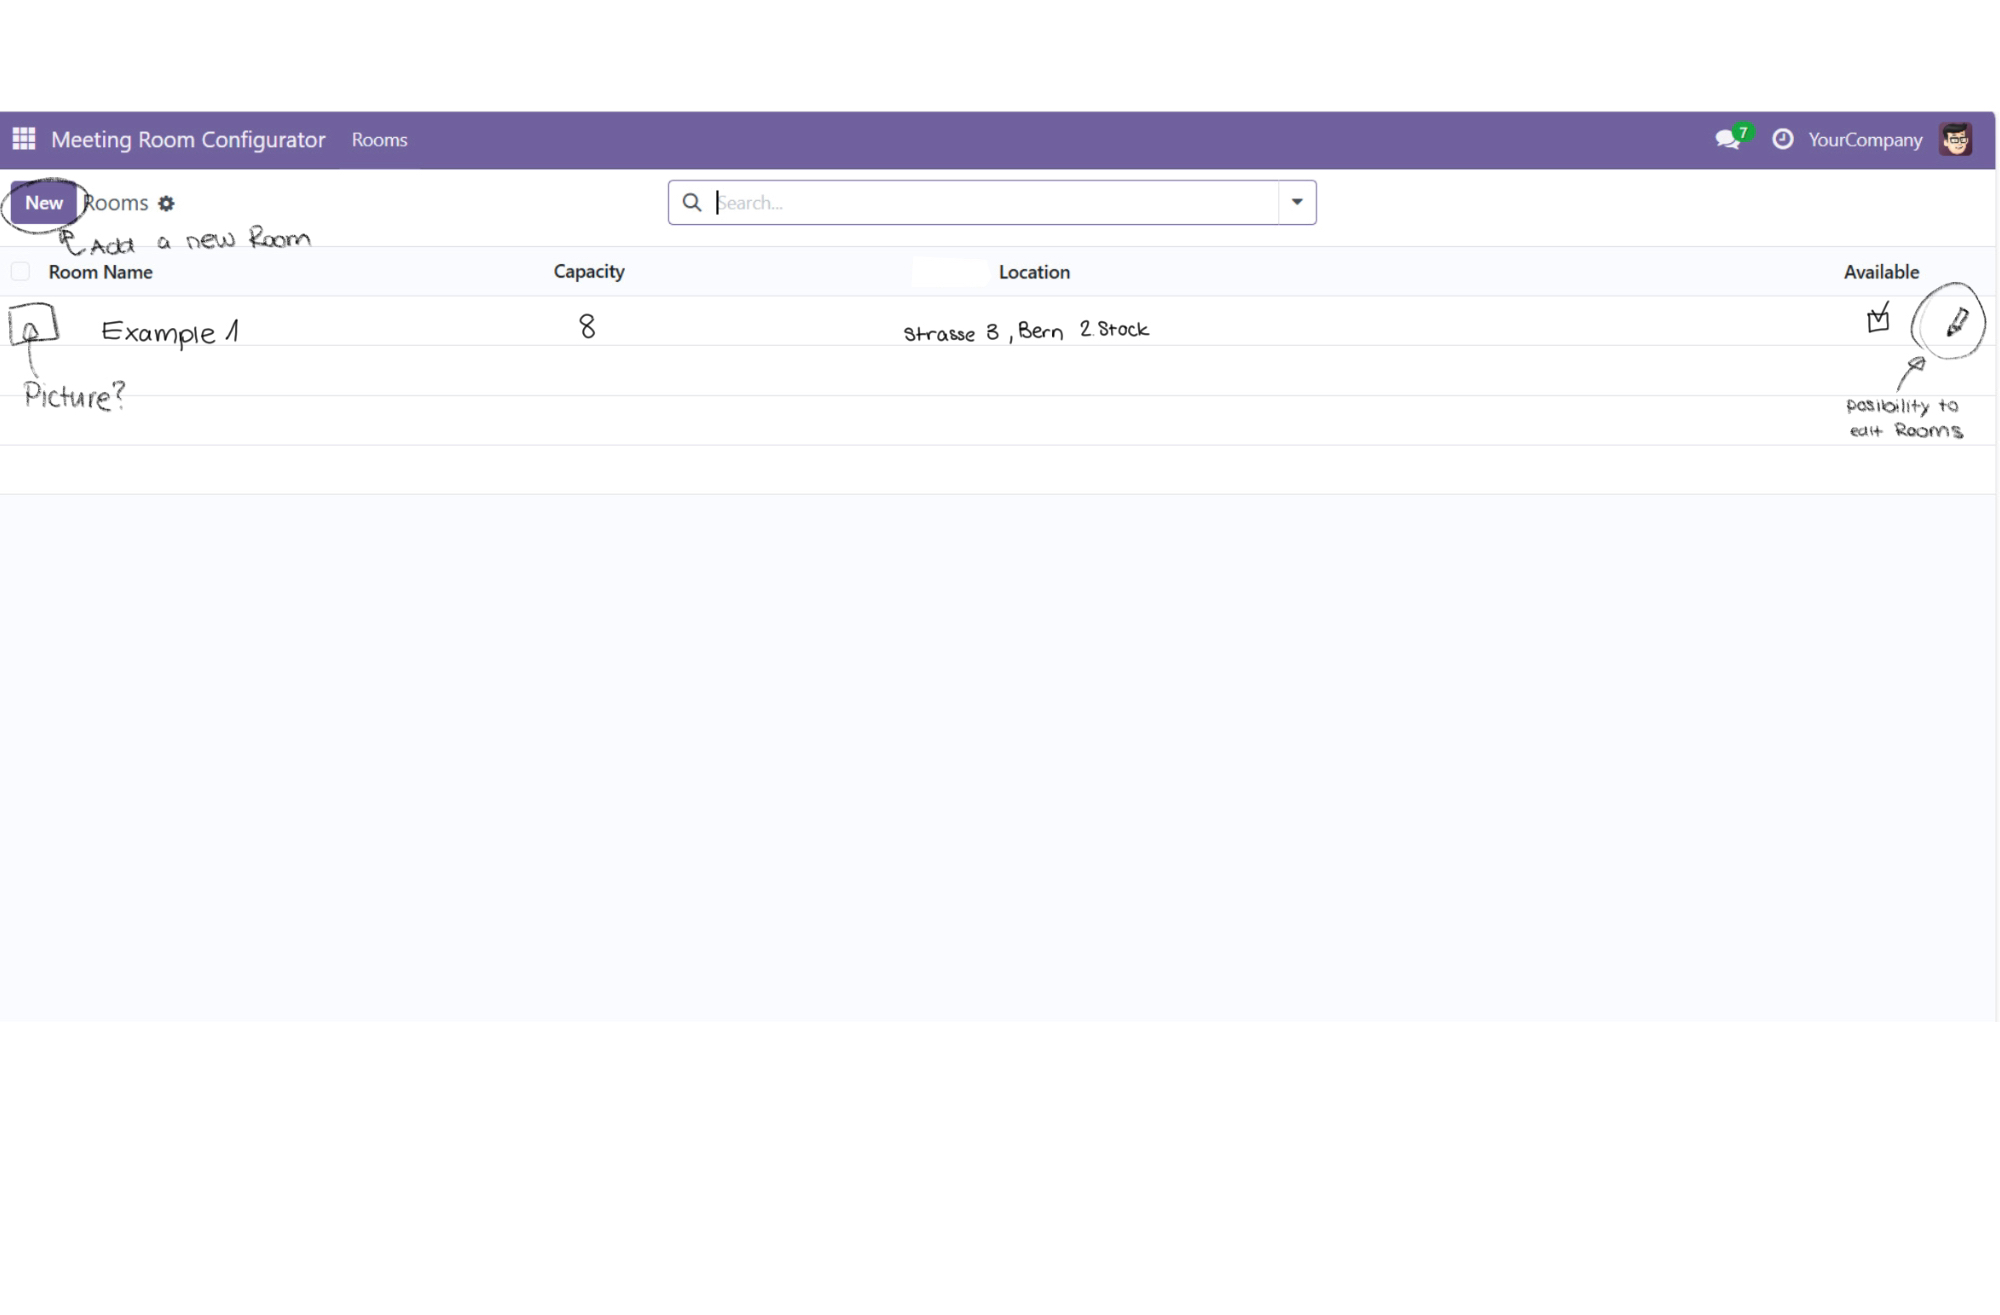 Meeting Room Configurator Rooms 7 YourCompany
New Rooms Search...
Add a new Room
Room Name Capacity Location Available
Example 1 8 Strasse 3, Bern 2. Stock
Picture?
posibility to
edit Rooms